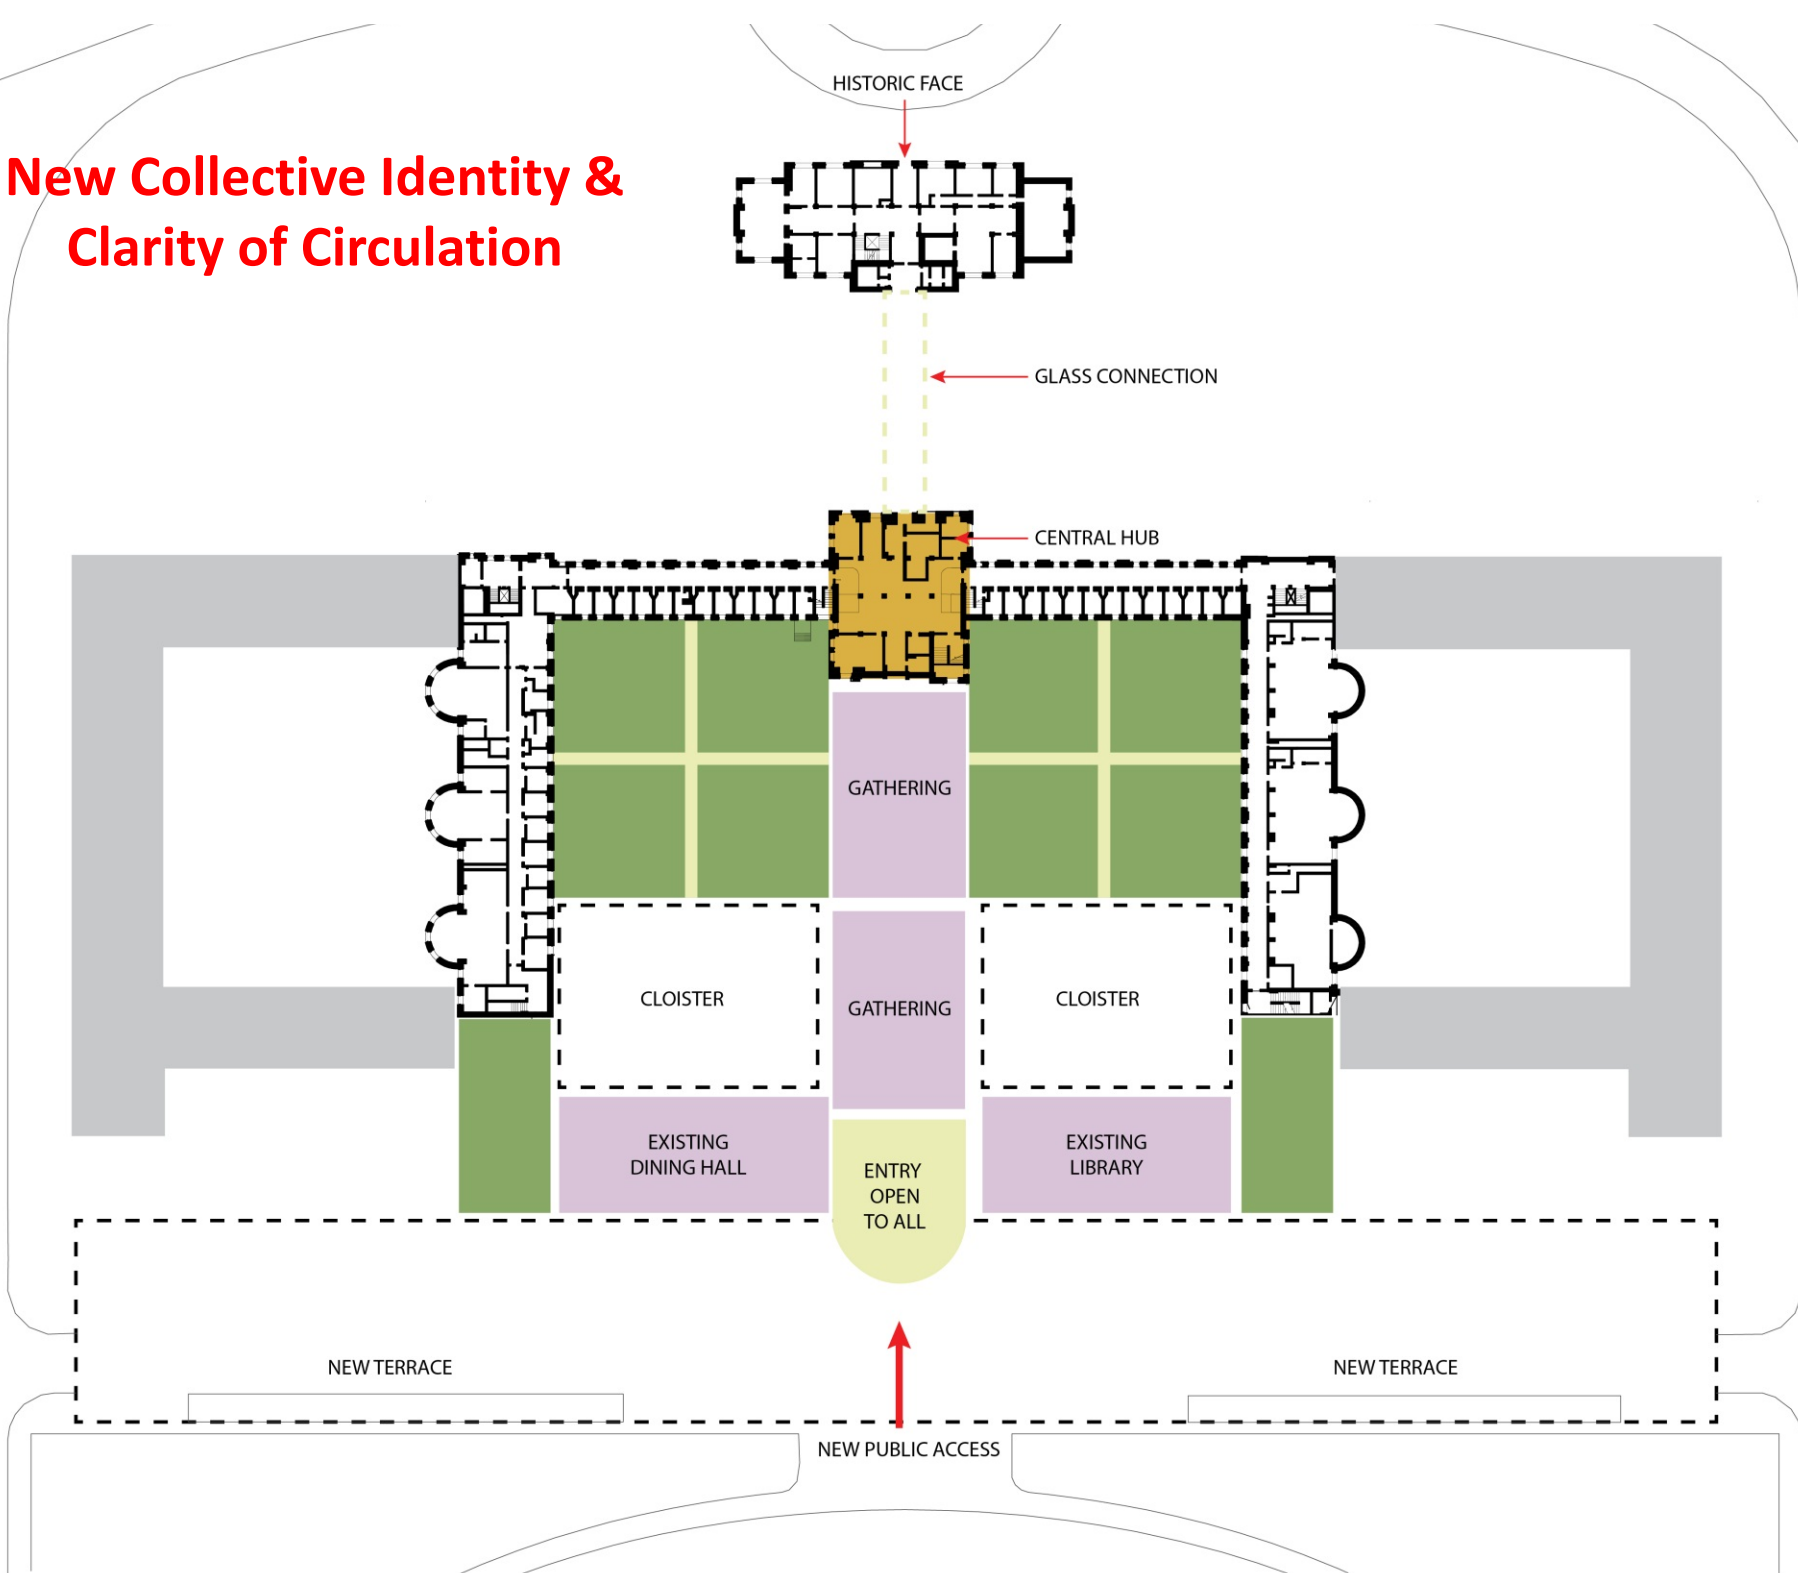 HISTORIC FACE
New Collective Identity &
Clarity of Circulation
GLASS CONNECTION
CENTRAL HUB
GATHERING
CLOISTER
GATHERING
CLOISTER
EXISTING
DINING HALL
ENTRY
OPEN
TO ALL
EXISTING
LIBRARY
NEW TERRACE
NEW TERRACE
NEW PUBLIC ACCESS